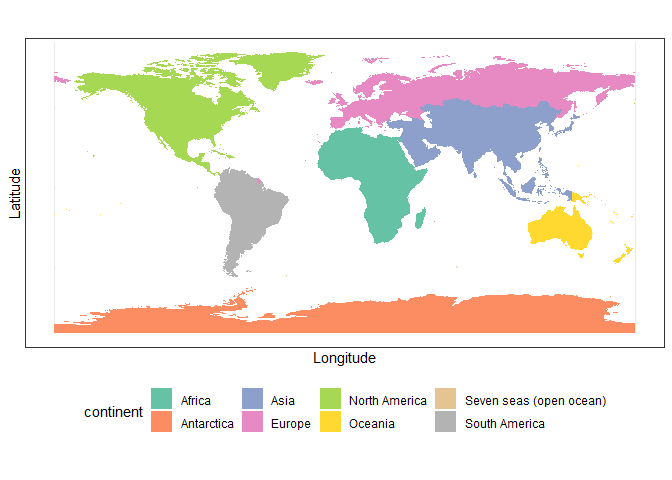 Latitude
Longitude
continent
Africa Asia North America Seven seas (open ocean)
Antarctica Europe Oceania South America